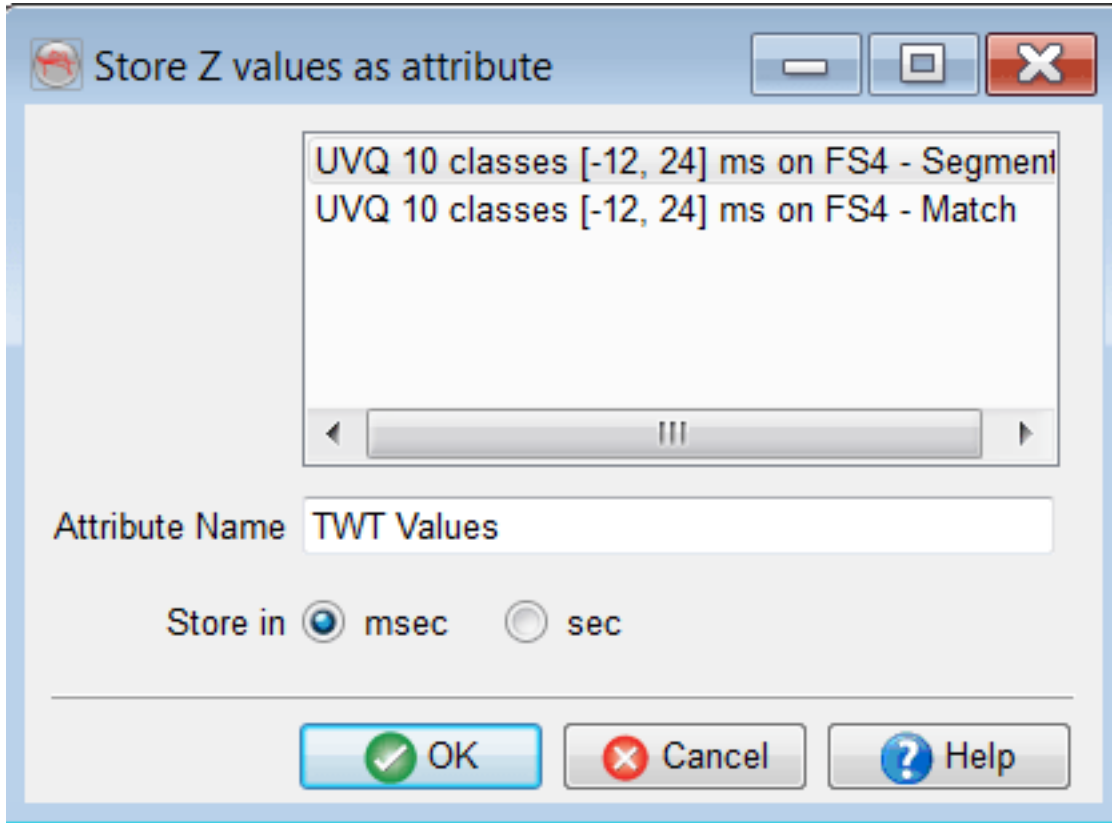 Store Z values as attribute
UVQ 10 classes [-12, 24] ms on FS4 - Segment
UVQ 10 classes [-12, 24] ms on FS4 - Match
Attribute Name TWT Values
Store in msec sec
OK Cancel Help